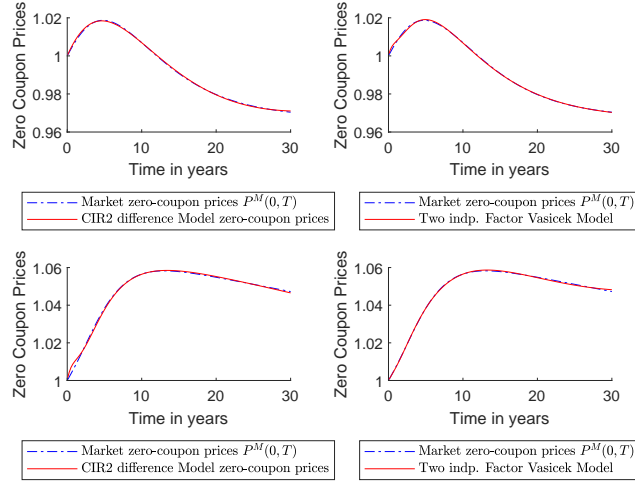 Zero Coupon Prices
1.02
1
0.98
0.96
0 10 20 30
Time in years
Market zero-coupon prices $P^M(0,T)$
CIR2 difference Model zero-coupon prices
Zero Coupon Prices
1.02
1
0.98
0.96
0 10 20 30
Time in years
Market zero-coupon prices $P^M(0,T)$
Two indp. Factor Vasicek Model
Zero Coupon Prices
1.06
1.04
1.02
1
0 10 20 30
Time in years
Market zero-coupon prices $P^M(0,T)$
CIR2 difference Model zero-coupon prices
Zero Coupon Prices
1.06
1.04
1.02
1
0 10 20 30
Time in years
Market zero-coupon prices $P^M(0,T)$
Two indp. Factor Vasicek Model